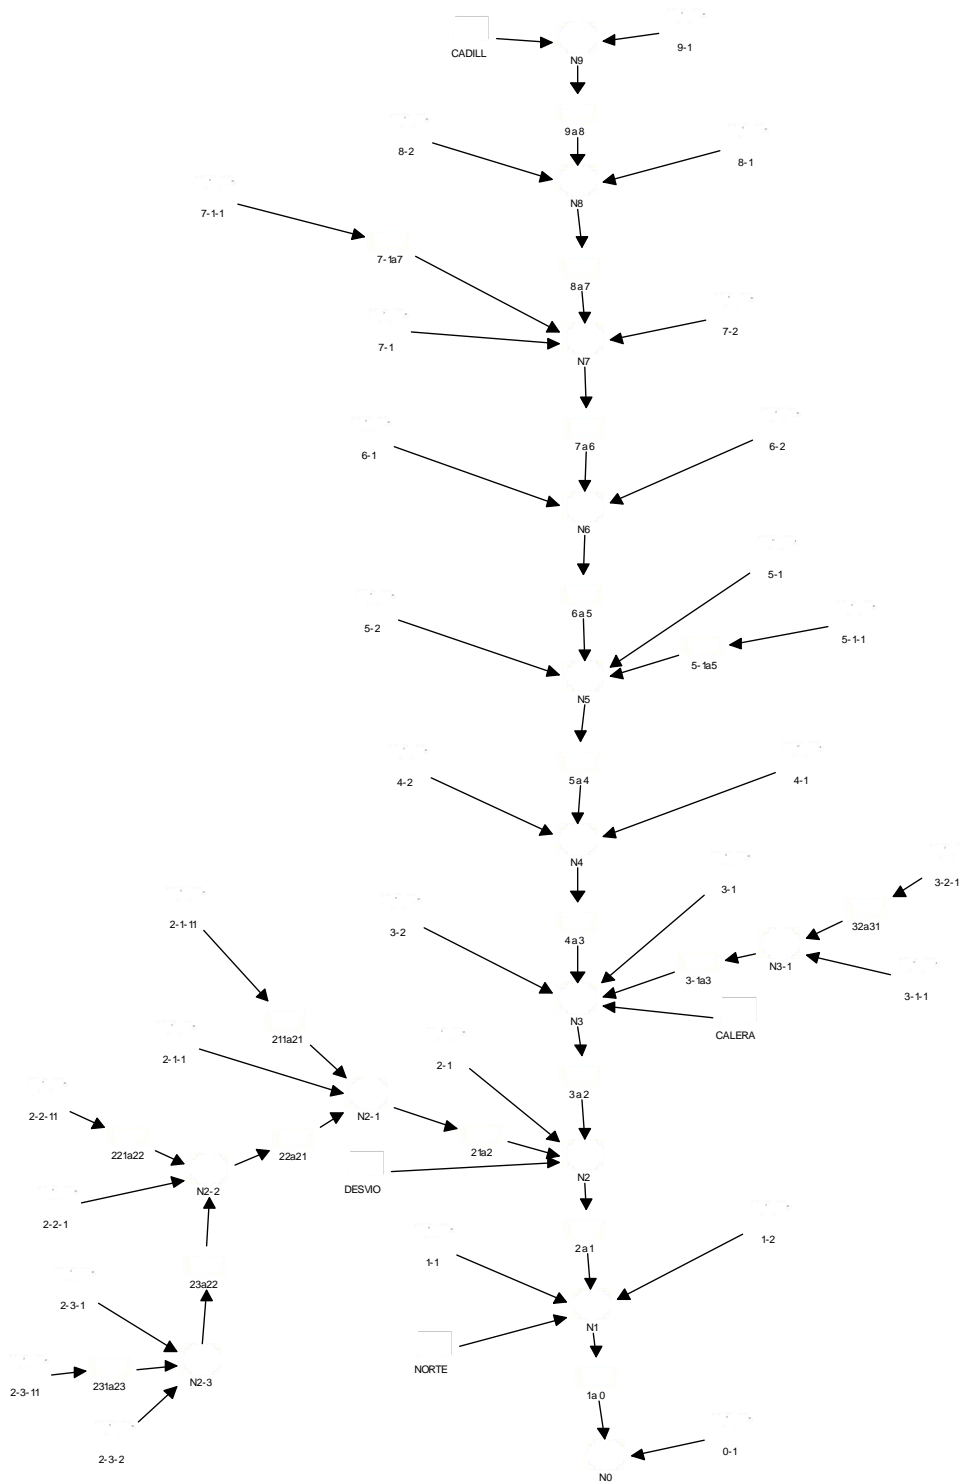 9-1
CADILL
N9
9a8
8-2
8-1
N8
7-1-1
7-1a7
8a7
7-2
7-1
N7
7a6
6-1
6-2
N6
5-1
6a5
5-2
5-1-1
5-1a5
N5
5a4
4-2
4-1
N4
3-1
3-2-1
2-1-11
32a31
3-2
4a3
N3-1
3-1a3
3-1-1
N3
CALERA
211a21
2-1-1
2-1
3a2
2-2-11
N2-1
221a22
22a21
21a2
N2
DESVIO
N2-2
2-2-1
1-2
2a1
1-1
23a22
2-3-1
N1
NORTE
N2-3
231a23
2-3-11
1a0
0-1
2-3-2
N0